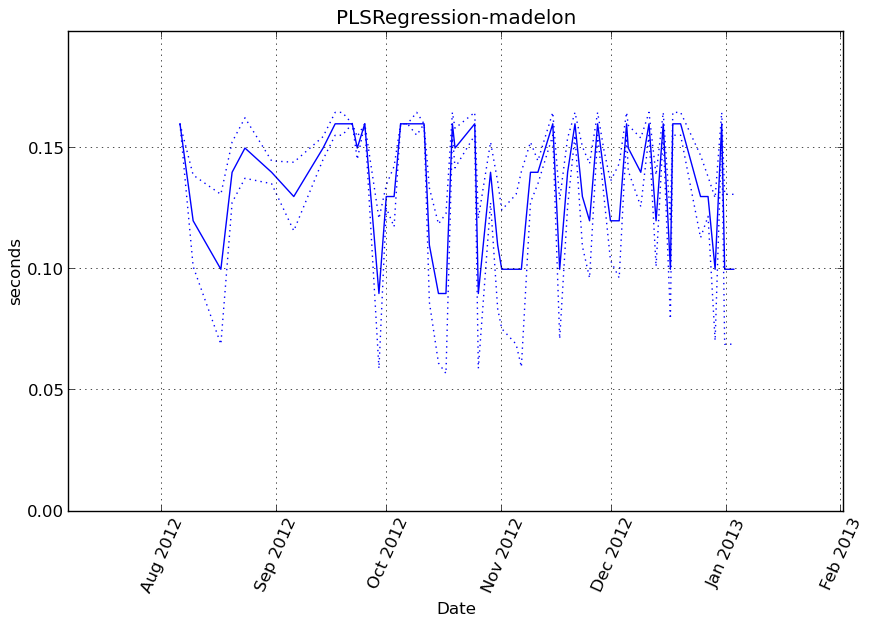 PLSRegression-madelon
seconds
0.15
0.10
0.05
0.00
Aug 2012
Sep 2012
Oct 2012
Nov 2012
Dec 2012
Jan 2013
Feb 2013
Date